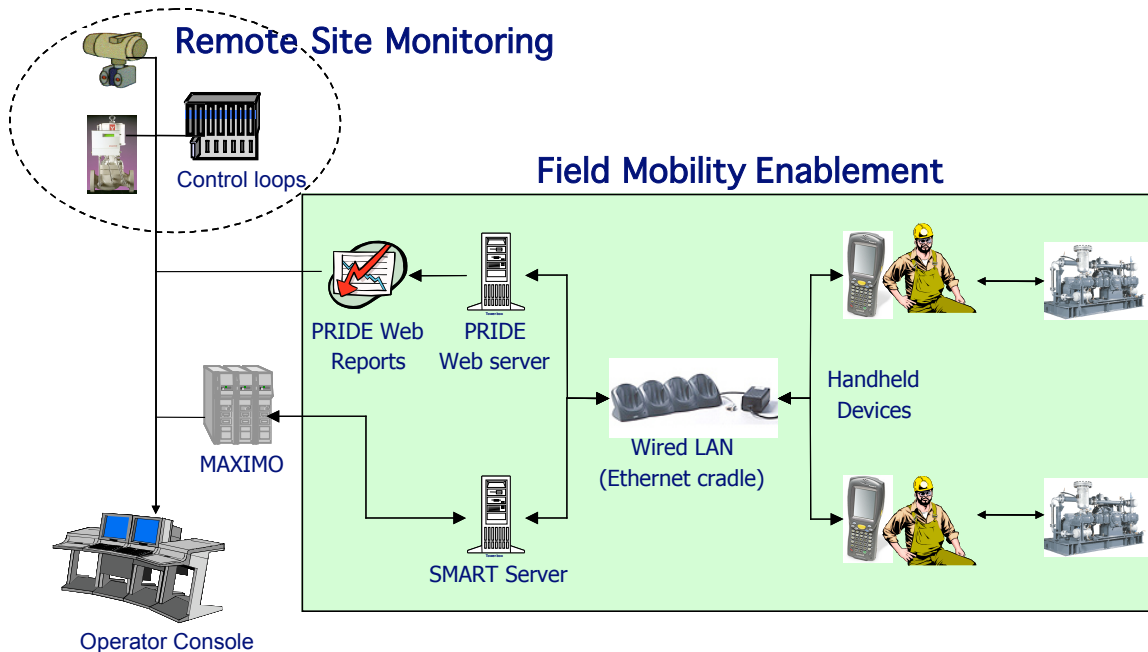 Remote Site Monitoring
Control loops
Field Mobility Enablement
PRIDE Web
Reports
PRIDE
Web server
Handheld
Devices
Wired LAN
(Ethernet cradle)
MAXIMO
SMART Server
Operator Console